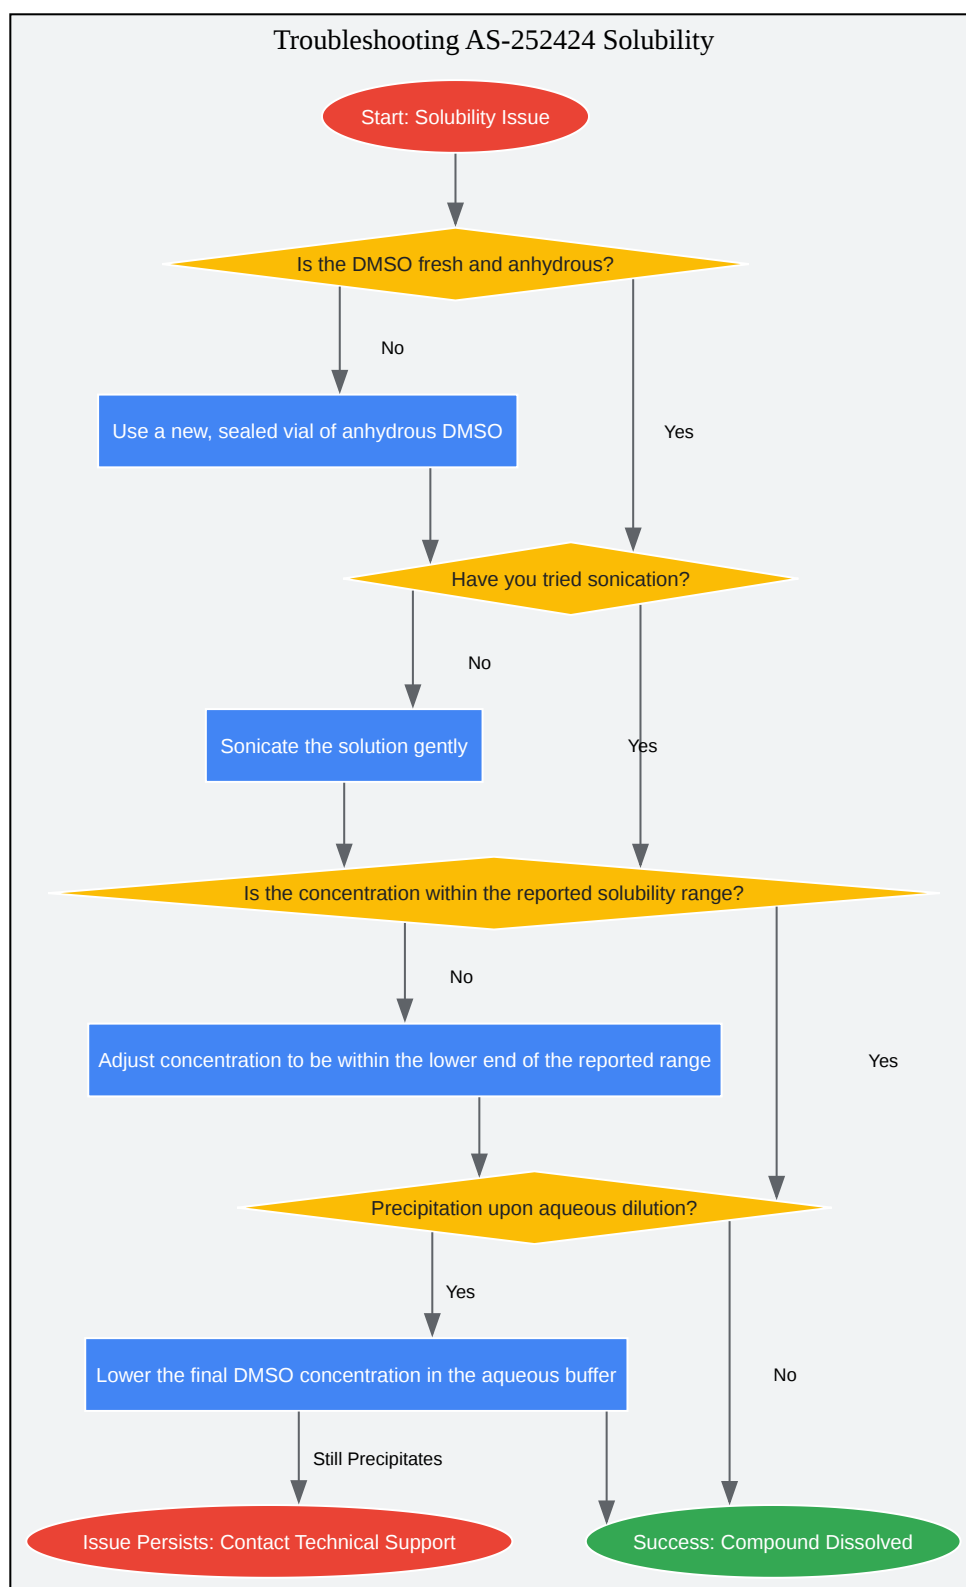 Troubleshooting AS-252424 Solubility
Start: Solubility Issue
Is the DMSO fresh and anhydrous?
No
Use a new, sealed vial of anhydrous DMSO
Yes
Have you tried sonication?
No
Sonicate the solution gently
Yes
Is the concentration within the reported solubility range?
No
Adjust concentration to be within the lower end of the reported range
Yes
Precipitation upon aqueous dilution?
Yes
Lower the final DMSO concentration in the aqueous buffer
No
Still Precipitates
Issue Persists: Contact Technical Support
Success: Compound Dissolved